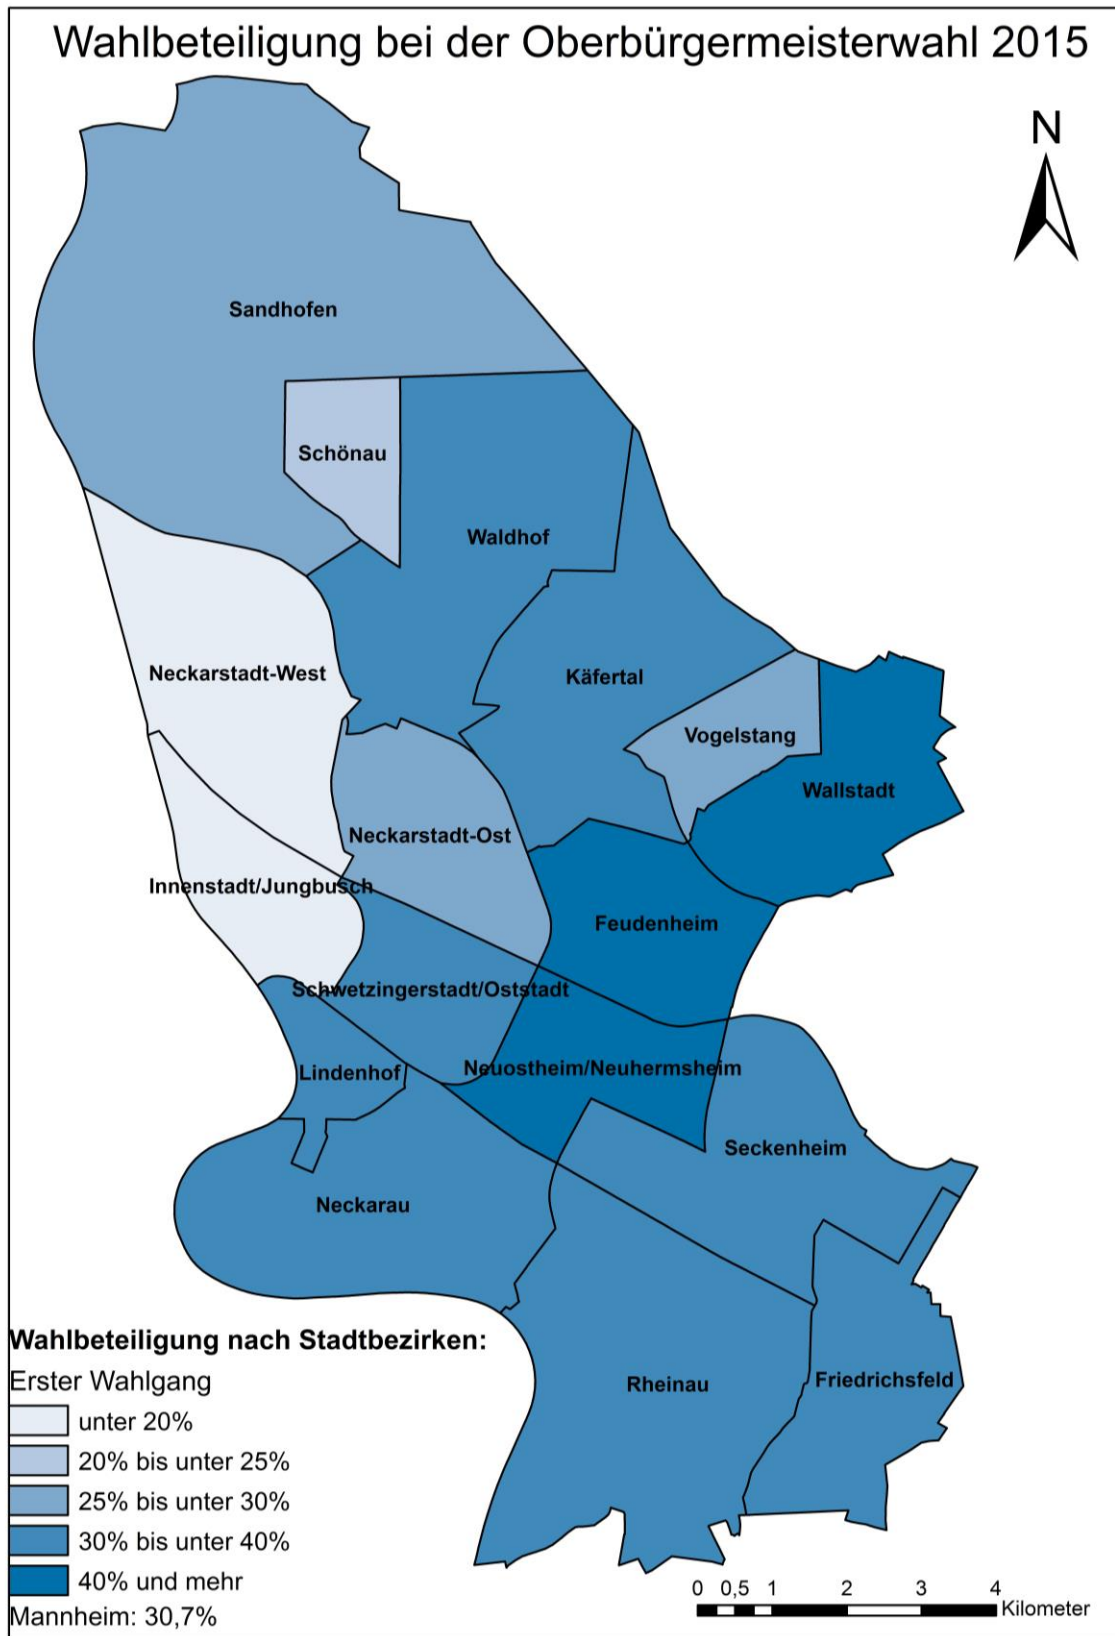 Wahlbeteiligung bei der Oberbürgermeisterwahl 2015
N
Sandhofen
Schönau
Waldhof
Neckarstadt-West
Käfertal
Vogelstang
Wallstadt
Neckarstadt-Ost
Innenstadt/Jungbusch
Feudenheim
Schwetzingerstadt/Oststadt
Lindenhof
Neuostheim/Neuhermsheim
Seckenheim
Neckarau
Rheinau
Friedrichsfeld
Wahlbeteiligung nach Stadtbezirken:
Erster Wahlgang
unter 20%
20% bis unter 25%
25% bis unter 30%
30% bis unter 40%
40% und mehr
Mannheim: 30,7%
0 0,5 1 2 3 4
Kilometer